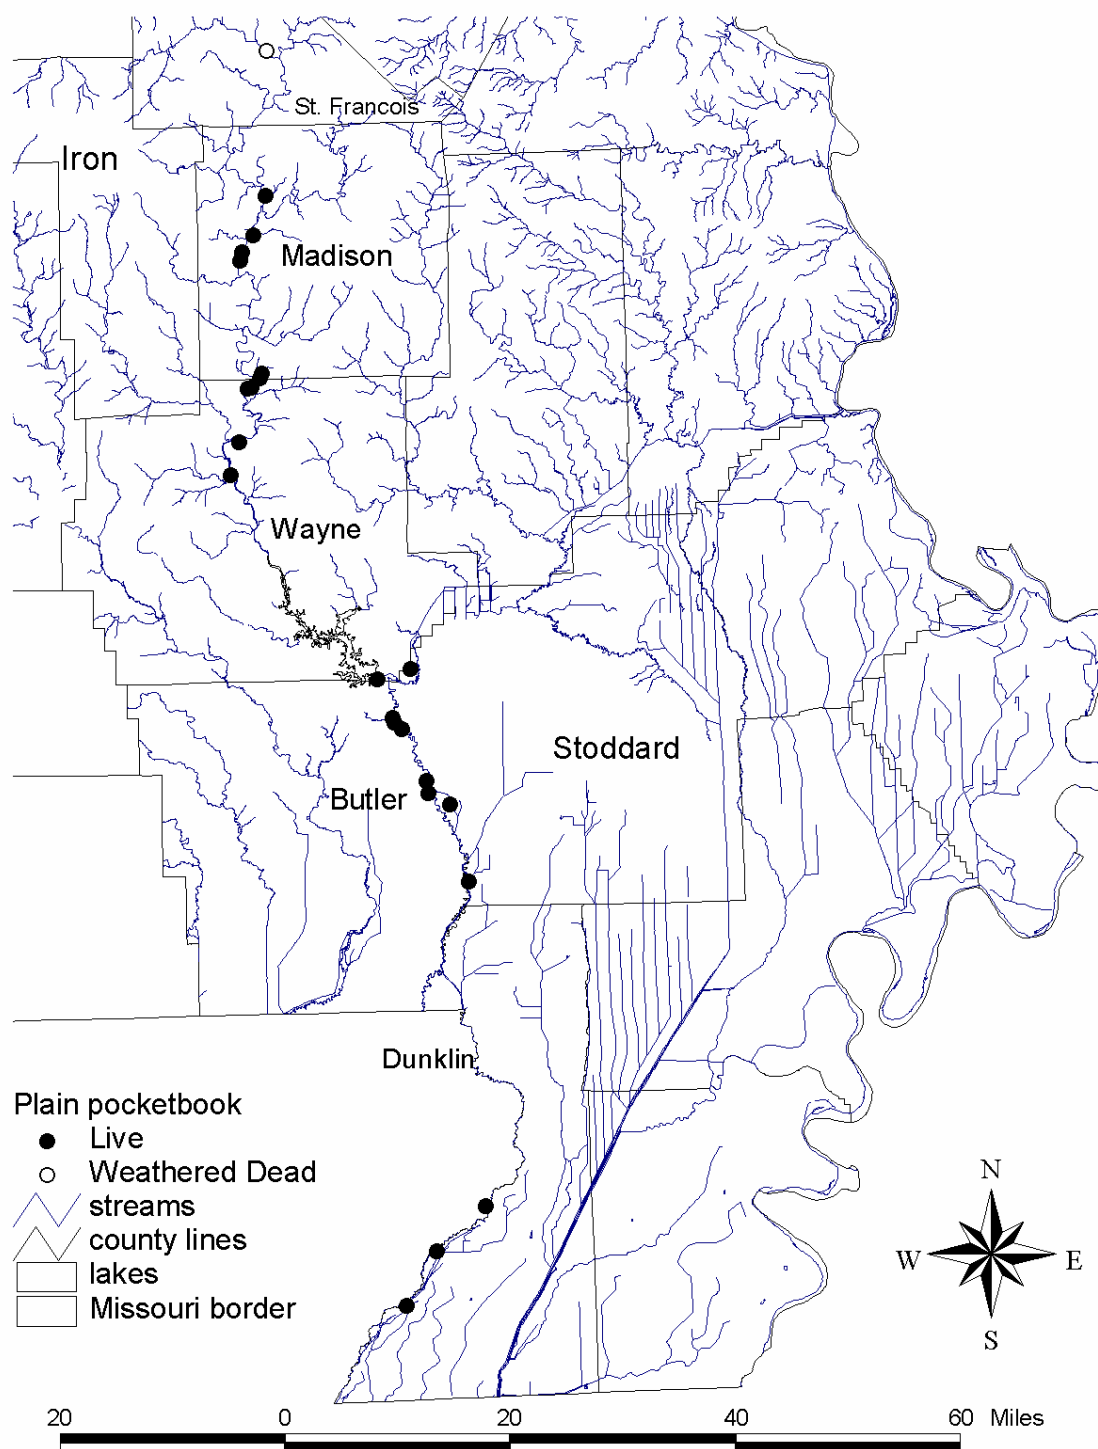 St. Francois
Iron
Madison
Wayne
Stoddard
Butler
Dunklin
Plain pocketbook
Live
Weathered Dead
streams
county lines
lakes
Missouri border
N
W E
S
20 0 20 40 60 Miles